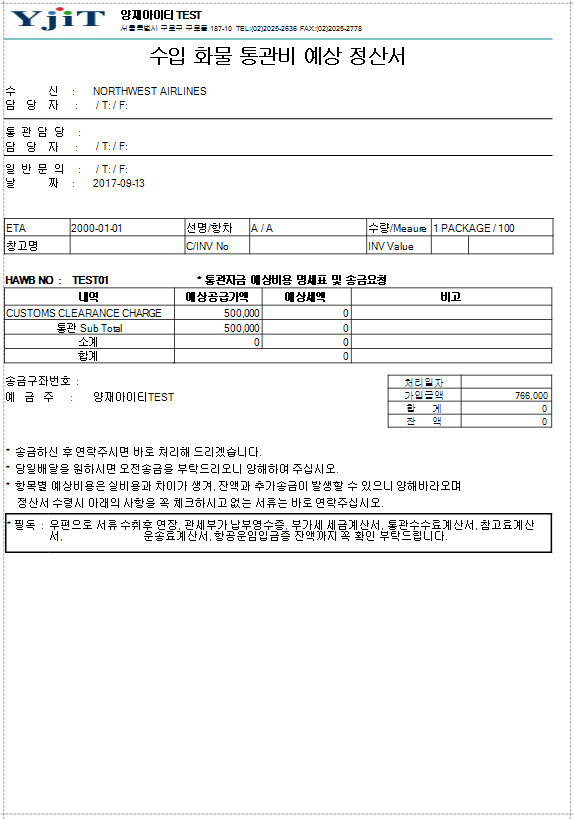 YJiT
양재아이티 TEST
서울특별시 구로구 구로동 187-10 TEL:(02)2025-2636 FAX:(02)2025-2778
수입 화물 통관비 예상 정산서
수 신 : NORTHWEST AIRLINES
담 당 자 : / T: / F:
통 관 담 당 :
담 당 자 : / T: / F:
일 반 문 의 : / T: / F:
날 짜 : 2017-09-13
ETA 2000-01-01 선명/항차 A / A 수량/Meaure 1 PACKAGE / 100
창고명 C/INV No INV Value
HAWB NO : TEST01 * 통관자금 예상비용 명세표 및 송금요청
내역 예상공급가액 예상세액 비고
CUSTOMS CLEARANCE CHARGE 500,000 0
통관 Sub Total 500,000 0
소계 0 0
합계 0
송금구좌번호 :
예 금 주 : 양재아이티TEST
처리일자
가입금액 766,000
합 계 0
잔 액 0
* 송금하신 후 연락주시면 바로 처리해 드리겠습니다.
* 당일배달을 원하시면 오전송금을 부탁드리오니 양해하여 주십시오.
* 항목별 예상비용은 실비용과 차이가 생겨, 잔액과 추가송금이 발생할 수 있으니 양해바라오며
정산서 수령시 아래의 사항을 꼭 체크하시고 없는 서류는 바로 연락주십시오.
* 필독 : 우편으로 서류 수취후 면장, 관세부가 납부영수증, 부가세 세금계산서, 통관수수료계산서, 창고료계산
서, 운송료계산서, 항공운임입금증 잔액까지 꼭 확인 부탁드립니다.